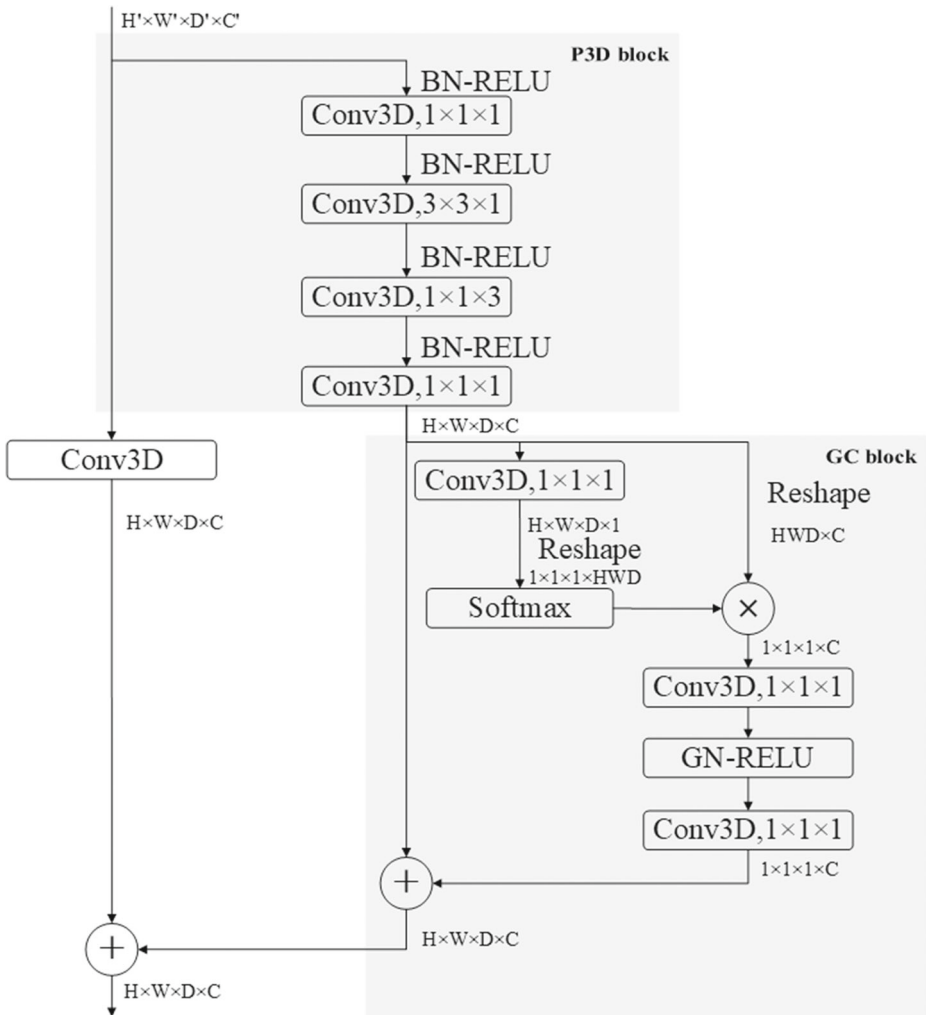 H'×W'×D'×C'
P3D block
BN-RELU
Conv3D,1×1×1
BN-RELU
Conv3D,3×3×1
BN-RELU
Conv3D,1×1×3
BN-RELU
Conv3D,1×1×1
H×W×D×C
GC block
Conv3D
Conv3D,1×1×1
Reshape
H×W×D×C
H×W×D×1
HWD×C
Reshape
1×1×1×HWD
Softmax
×
1×1×1×C
Conv3D,1×1×1
GN-RELU
Conv3D,1×1×1
1×1×1×C
+
H×W×D×C
+
H×W×D×C